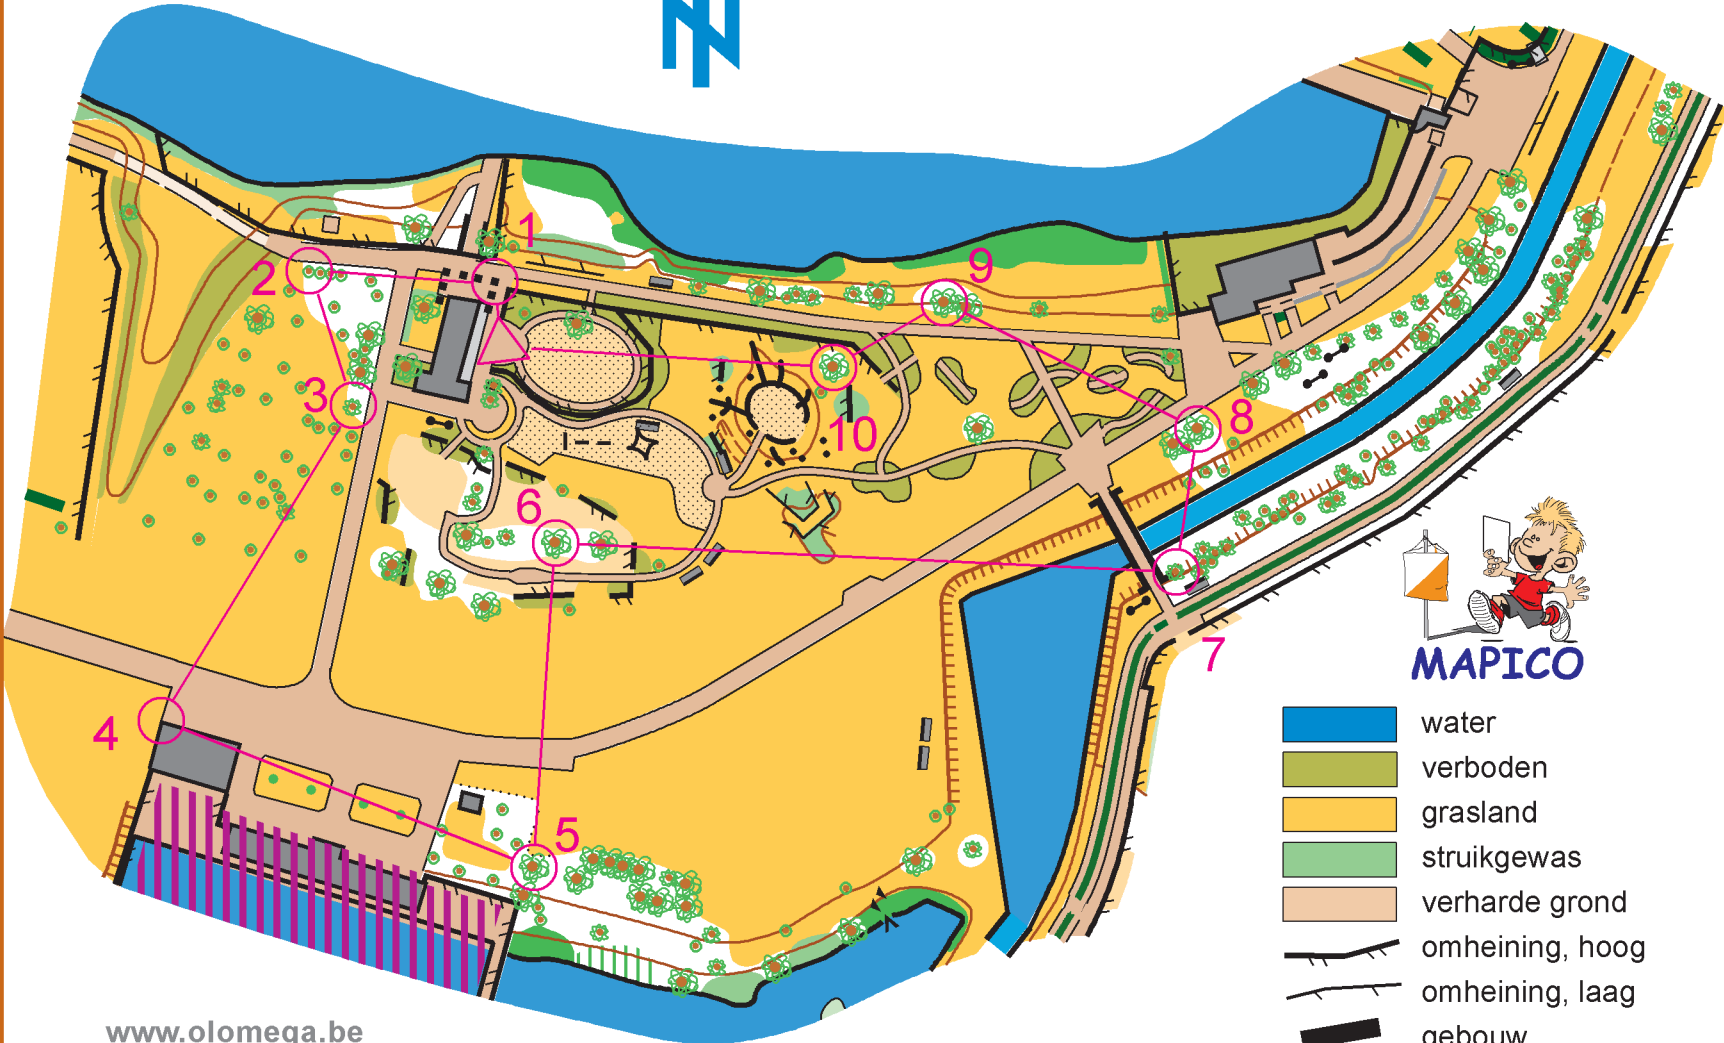 N
1
2
9
3
8
10
6
7
4
5
MAPICO
water
verboden
grasland
struikgewas
verharde grond
omheining, hoog
omheining, laag
gebouw
www.olomega.be